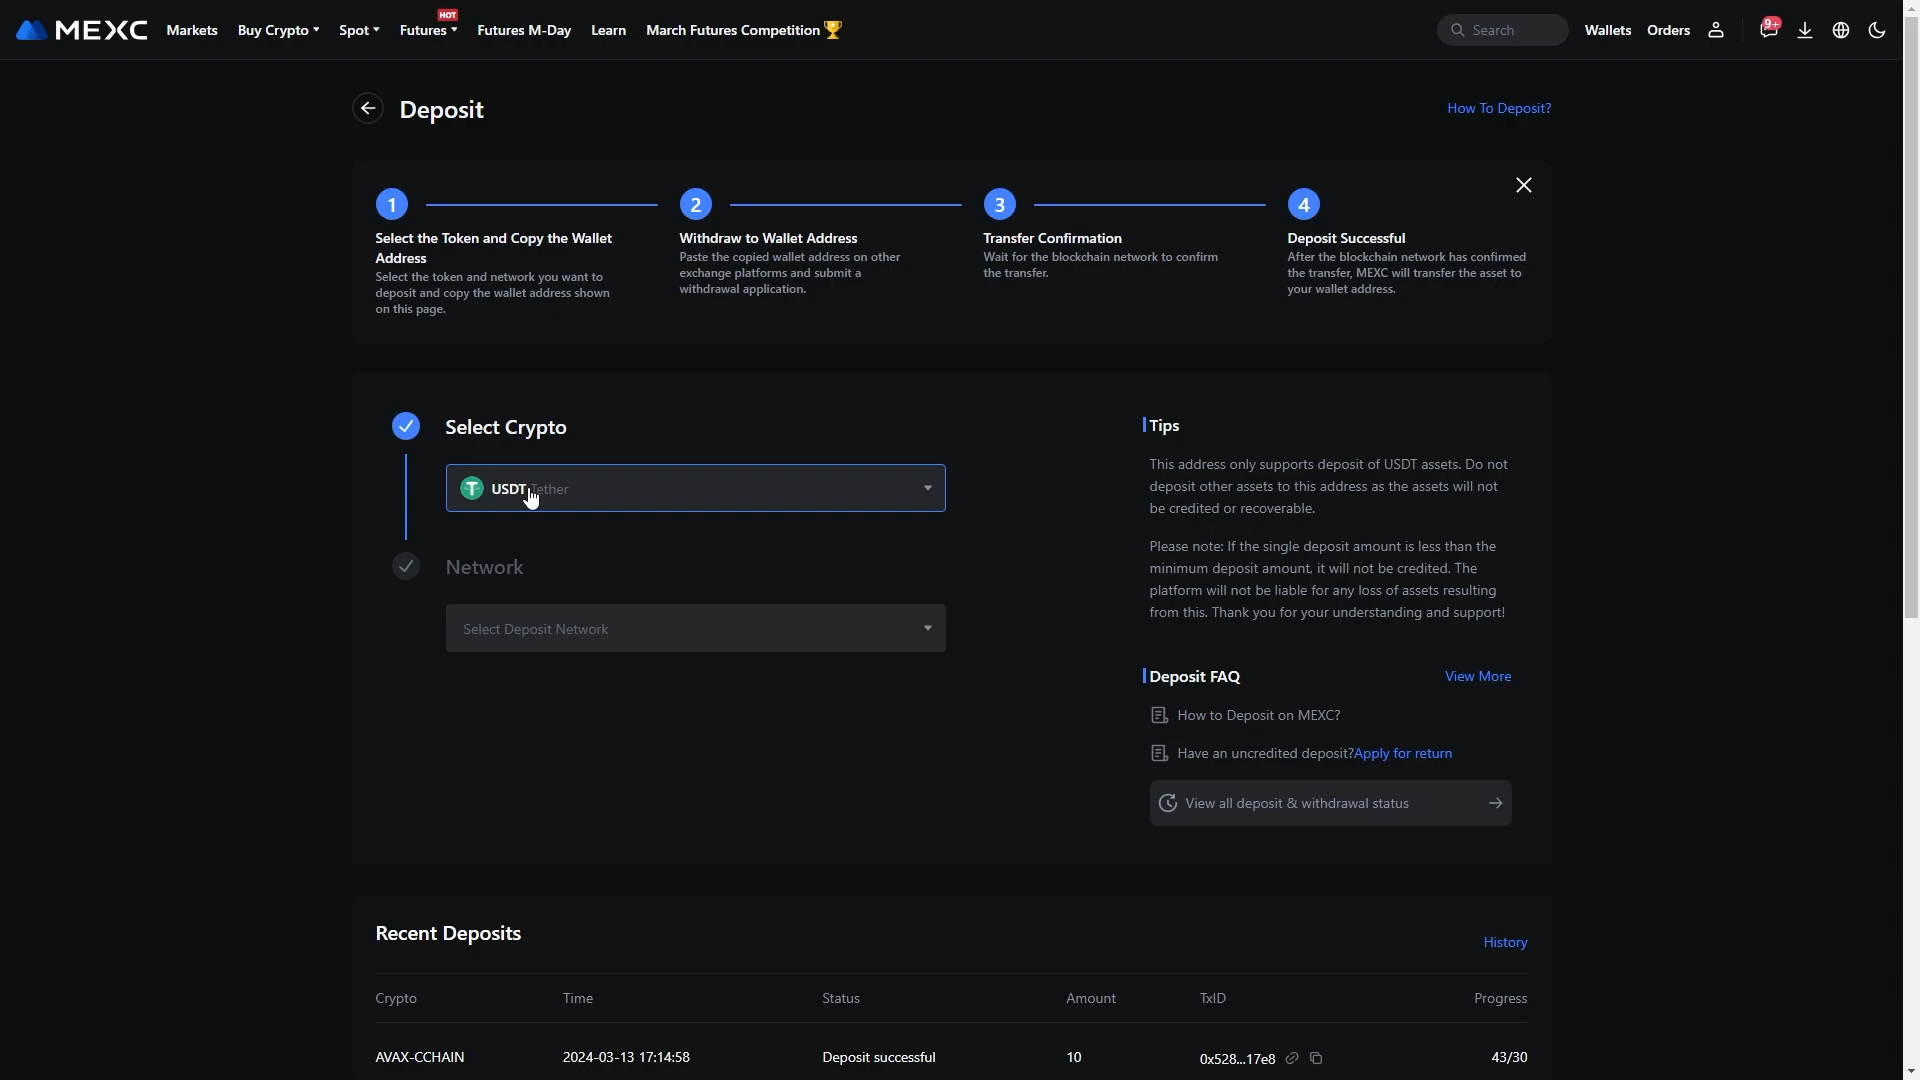 MEXC Markets Buy Crypto Spot Futures HOT Futures M-Day Learn March Futures Competition Search Wallets Orders 9+
Deposit
How To Deposit?
1 2 3 4
Select the Token and Copy the Wallet
Address
Select the token and network you want to
deposit and copy the wallet address shown
on this page.
Withdraw to Wallet Address
Paste the copied wallet address on other
exchange platforms and submit a
withdrawal application.
Transfer Confirmation
Wait for the blockchain network to confirm
the transfer.
Deposit Successful
After the blockchain network has confirmed
the transfer, MEXC will transfer the asset to
your wallet address.
Select Crypto
USDT Tether
Network
Select Deposit Network
Tips
This address only supports deposit of USDT assets. Do not
deposit other assets to this address as the assets will not
be credited or recoverable.
Please note: If the single deposit amount is less than the
minimum deposit amount, it will not be credited. The
platform will not be liable for any loss of assets resulting
from this. Thank you for your understanding and support!
Deposit FAQ
View More
How to Deposit on MEXC?
Have an uncredited deposit?Apply for return
View all deposit & withdrawal status
Recent Deposits
History
Crypto Time Status Amount TxID Progress
AVAX-CCHAIN 2024-03-13 17:14:58 Deposit successful 10 0x528...17e8 43/30